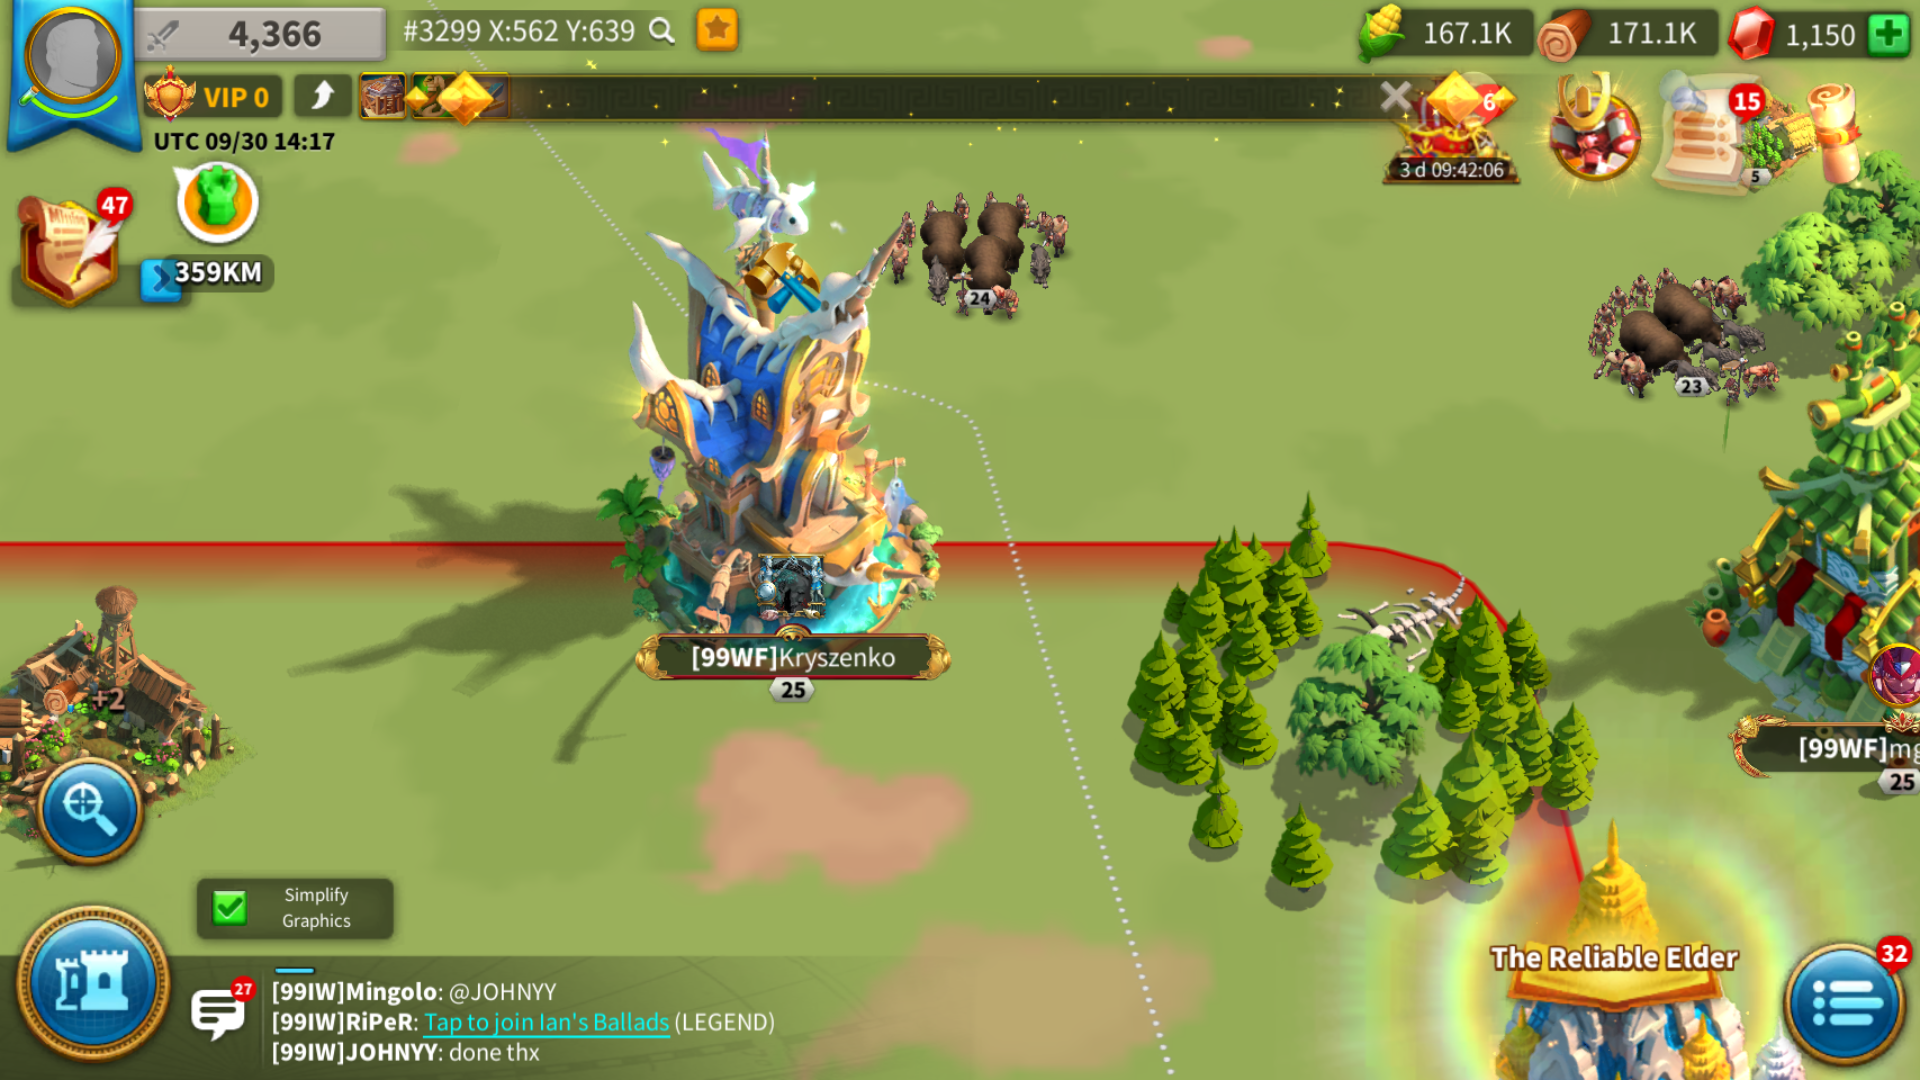 4,366
#3299 X:562 Y:639
167.1K
171.1K
1,150
VIP 0
6
3 d 09:42:06
15
5
UTC 09/30 14:17
Mission
47
359KM
24
23
+2
[99WF]Kryszenko
25
[99WF]mg
25
Simplify
Graphics
The Reliable Elder
32
27
[99IW]Mingolo: @JOHNYY
[99IW]RiPeR: Tap to join Ian's Ballads (LEGEND)
[99IW]JOHNYY: done thx